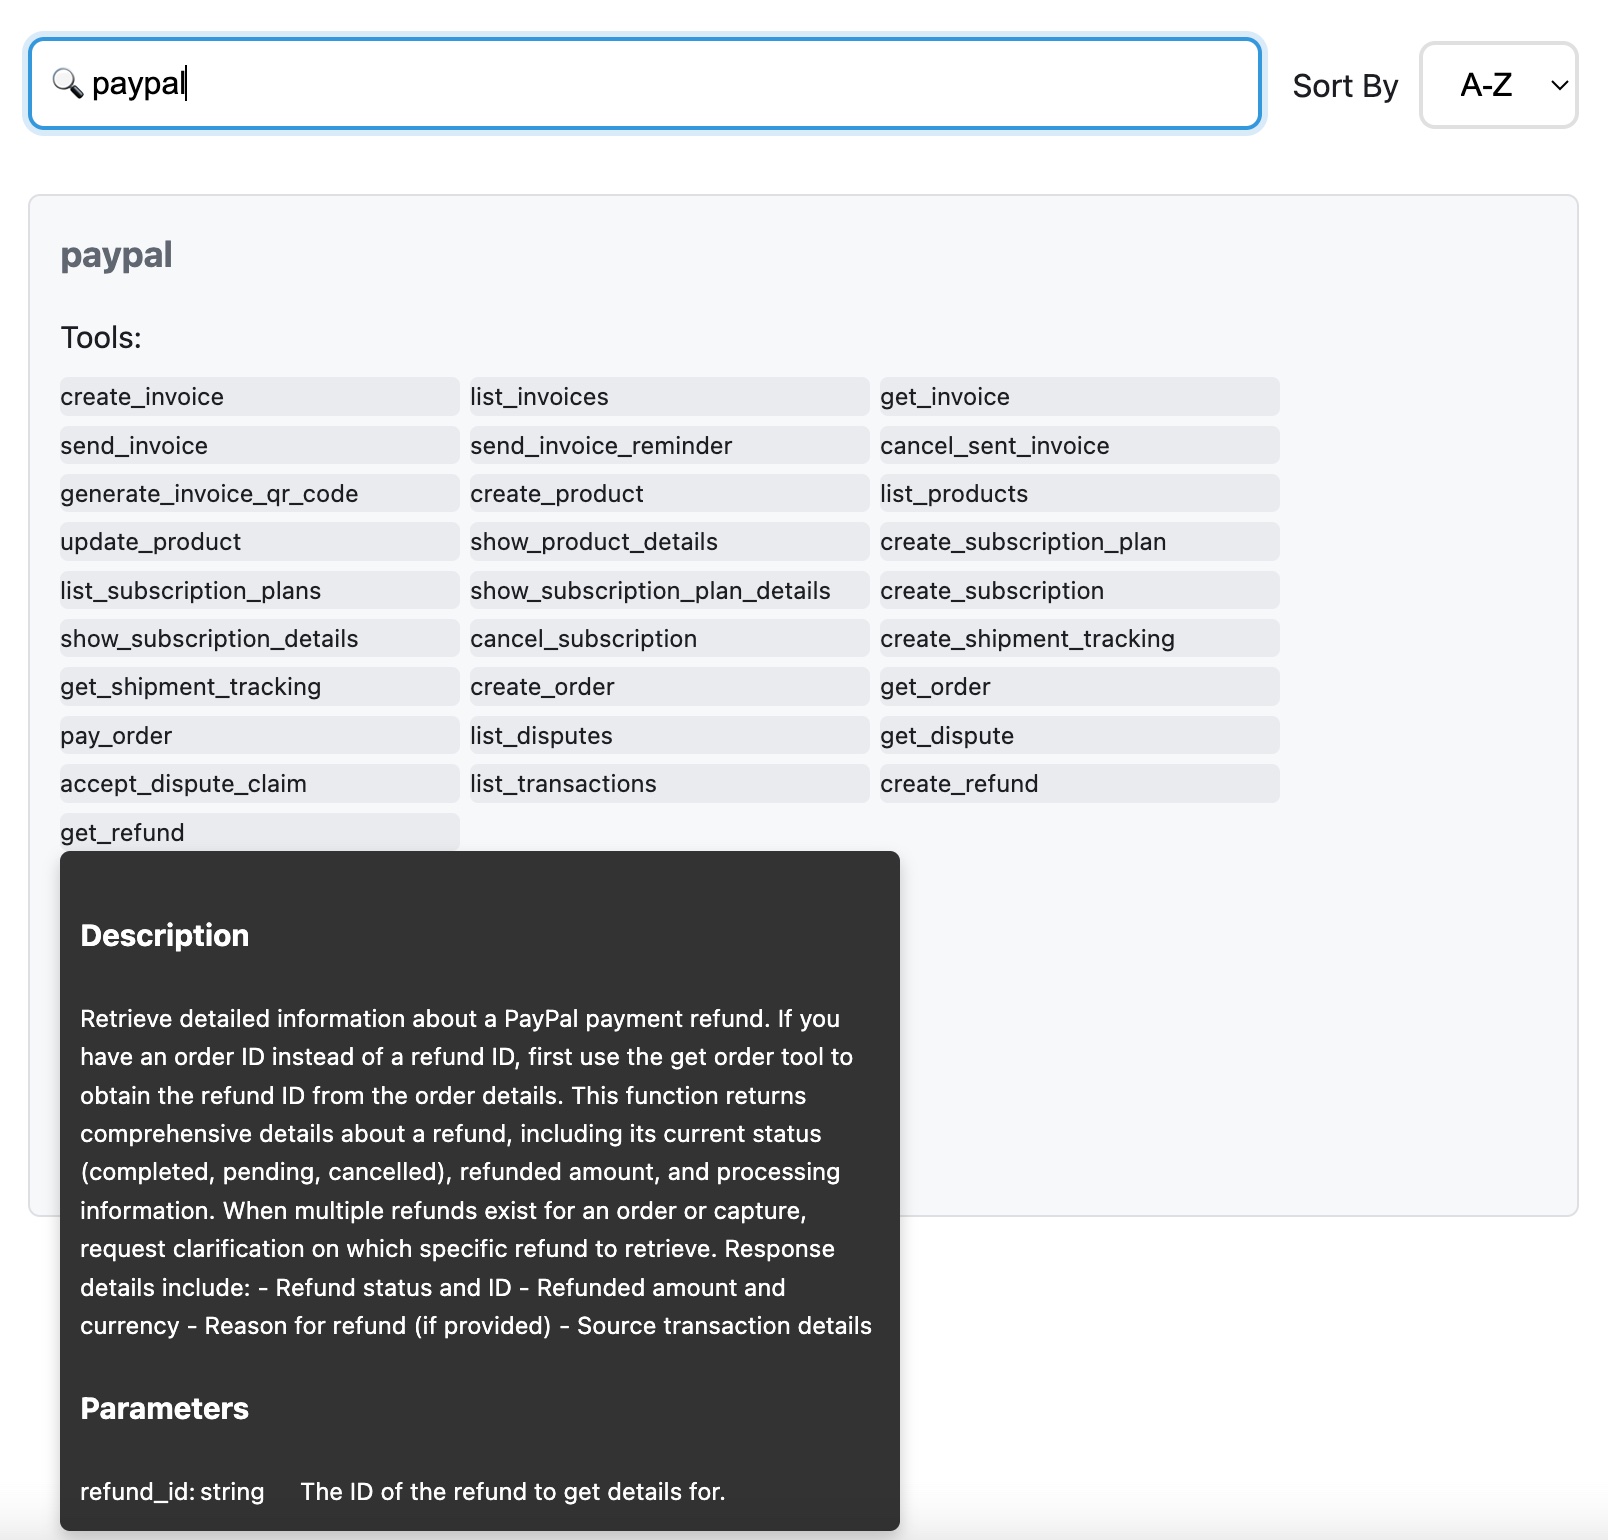 paypal
Sort By
A-Z
paypal
Tools:
create_invoice list_invoices get_invoice
send_invoice send_invoice_reminder cancel_sent_invoice
generate_invoice_qr_code create_product list_products
update_product show_product_details create_subscription_plan
list_subscription_plans show_subscription_plan_details create_subscription
show_subscription_details cancel_subscription create_shipment_tracking
get_shipment_tracking create_order get_order
pay_order list_disputes get_dispute
accept_dispute_claim list_transactions create_refund
get_refund
Description
Retrieve detailed information about a PayPal payment refund. If you
have an order ID instead of a refund ID, first use the get order tool to
obtain the refund ID from the order details. This function returns
comprehensive details about a refund, including its current status
(completed, pending, cancelled), refunded amount, and processing
information. When multiple refunds exist for an order or capture,
request clarification on which specific refund to retrieve. Response
details include: - Refund status and ID - Refunded amount and
currency - Reason for refund (if provided) - Source transaction details
Parameters
refund_id: string The ID of the refund to get details for.